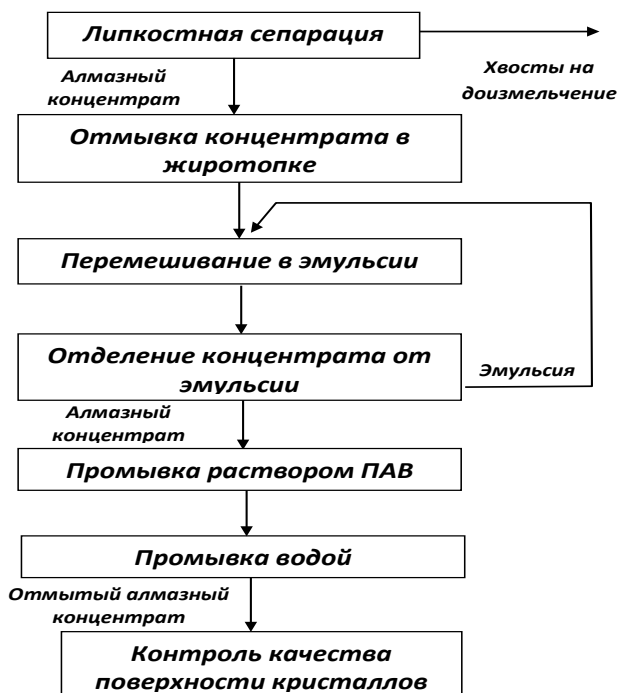 Липкостная сепарация
Хвосты на
доизмельчение
Алмазный
концентрат
Отмывка концентрата в
жиротопке
Перемешивание в эмульсии
Отделение концентрата от
эмульсии
Эмульсия
Алмазный
концентрат
Промывка раствором ПАВ
Промывка водой
Отмытый алмазный
концентрат
Контроль качества
поверхности кристаллов